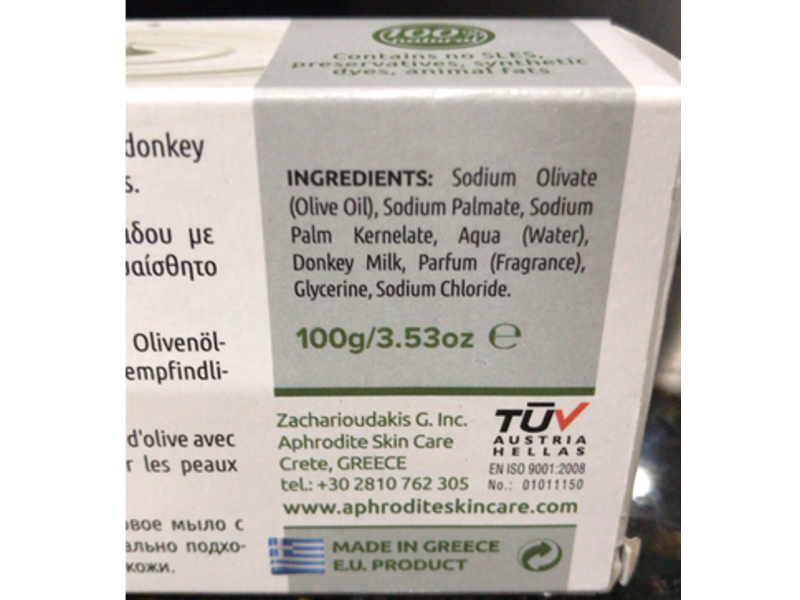 100%
natural
Contains no SLES,
preservatives, synthetic
dyes, animal fats
donkey
s.
ιδου με
αίσθητο
Olivenöl-
empfindli-
d'olive avec
r les peaux
овое мыло с
ально подхо-
кожи.
INGREDIENTS: Sodium Olivate
(Olive Oil), Sodium Palmate, Sodium
Palm Kernelate, Aqua (Water),
Donkey Milk, Parfum (Fragrance),
Glycerine, Sodium Chloride.
100g/3.53oz ℮
Zacharioudakis G. Inc.
Aphrodite Skin Care
Crete, GREECE
tel.: +30 2810 762 305
www.aphroditeskincare.com
TÜV
AUSTRIA
HELLAS
EN ISO 9001:2008
No.: 01011150
MADE IN GREECE
E.U. PRODUCT